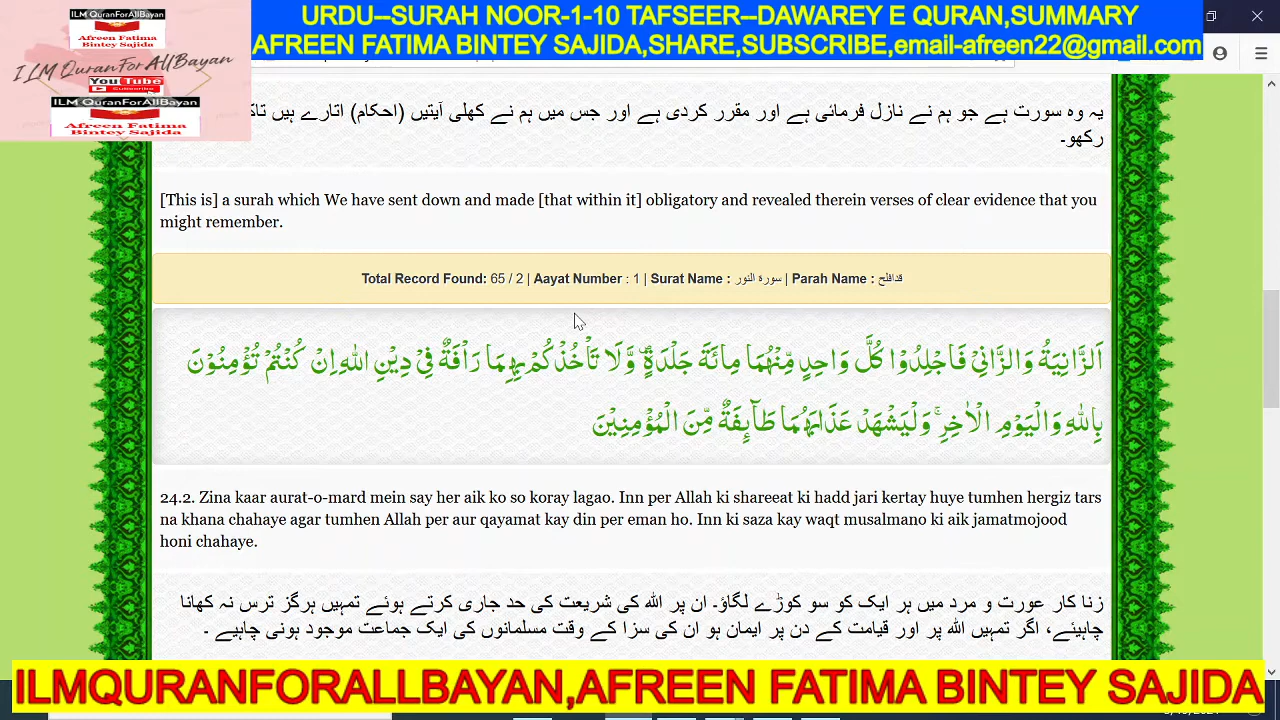 ILM QuranForAllBayan
Afreen Fatima
Bintey Sajida
ILM QuranForAllBayan
YouTube
Subscribe
ILM QuranForAllBayan
Afreen Fatima
Bintey Sajida
URDU--SURAH NO 24-1-10 TAFSEER--DAWREY E QURAN,SUMMARY
AFREEN FATIMA BINTEY SAJIDA,SHARE,SUBSCRIBE,email-afreen22@gmail.com
یہ وہ سورت ہے جو ہم نے نازل فرمائی ہے اور مقرر کردی ہے اور جس میں ہم نے کھلی آیتیں (احکام) اتارے ہیں
رکھو۔
[This is] a surah which We have sent down and made [that within it] obligatory and revealed therein verses of clear evidence that you
might remember.
Total Record Found: 65 / 2 | Aayat Number : 1 | Surat Name : سورة النور | Parah Name : قدافلح
اَلزَّانِيَةُ وَالزَّانِىْ فَاجْلِدُوْا كُلَّ وَاحِدٍ مِّنْهُمَا مِائَةَ جَلْدَةٍ ۖ وَّلَا تَاْخُذْكُمْ بِهِمَا رَاْفَةٌ فِىْ دِيْنِ اللّٰهِ اِنْ كُنْتُمْ تُؤْمِنُوْنَ
بِاللّٰهِ وَالْيَوْمِ الْاٰخِرِ ۚ وَلْيَشْهَدْ عَذَابَهُمَا طَآئِفَةٌ مِّنَ الْمُؤْمِنِيْنَ
24.2. Zina kaar aurat-o-mard mein say her aik ko so koray lagao. Inn per Allah ki shareeat ki hadd jari kertay huye tumhen hergiz tars
na khana chahaye agar tumhen Allah per aur qayamat kay din per eman ho. Inn ki saza kay waqt musalmano ki aik jamatmojood
honi chahaye.
زنا کار عورت و مرد میں ہر ایک کو سو کوڑے لگاؤ۔ ان پر اللہ کی شریعت کی حد جاری کرتے ہوئے تمہیں ہرگز ترس نہ کھانا
چاہیئے، اگر تمہیں اللہ پر اور قیامت کے دن پر ایمان ہو ان کی سزا کے وقت مسلمانوں کی ایک جماعت موجود ہونی چاہیے ۔
ILMQURANFORALLBAYAN,AFREEN FATIMA BINTEY SAJIDA